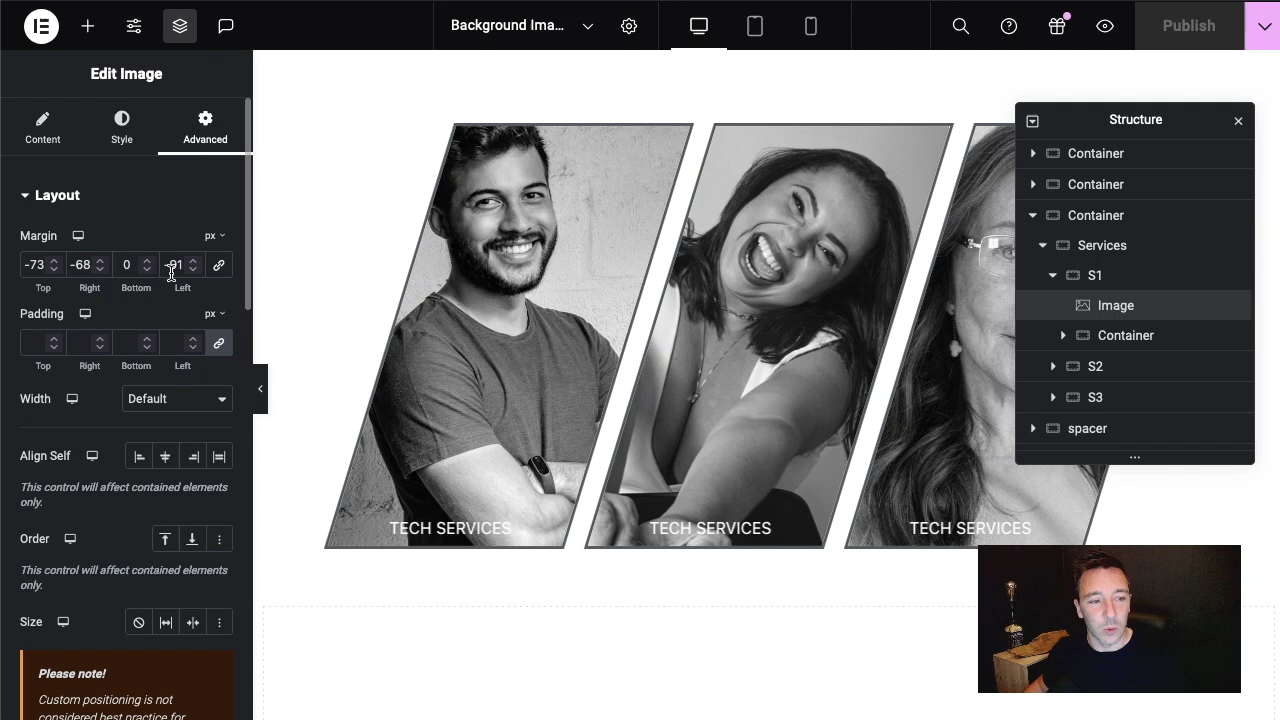 Background Ima...
Publish
Edit Image
Content
Style
Advanced
Layout
Margin
px
-73
-68
0
-91
Top
Right
Bottom
Left
Padding
px
Top
Right
Bottom
Left
Width
Default
Align Self
This control will affect contained elements
only.
Order
This control will affect contained elements
only.
Size
Please note!
Custom positioning is not
considered best practice for
TECH SERVICES
TECH SERVICES
TECH SERVICES
Structure
Container
Container
Container
Services
S1
Image
Container
S2
S3
spacer